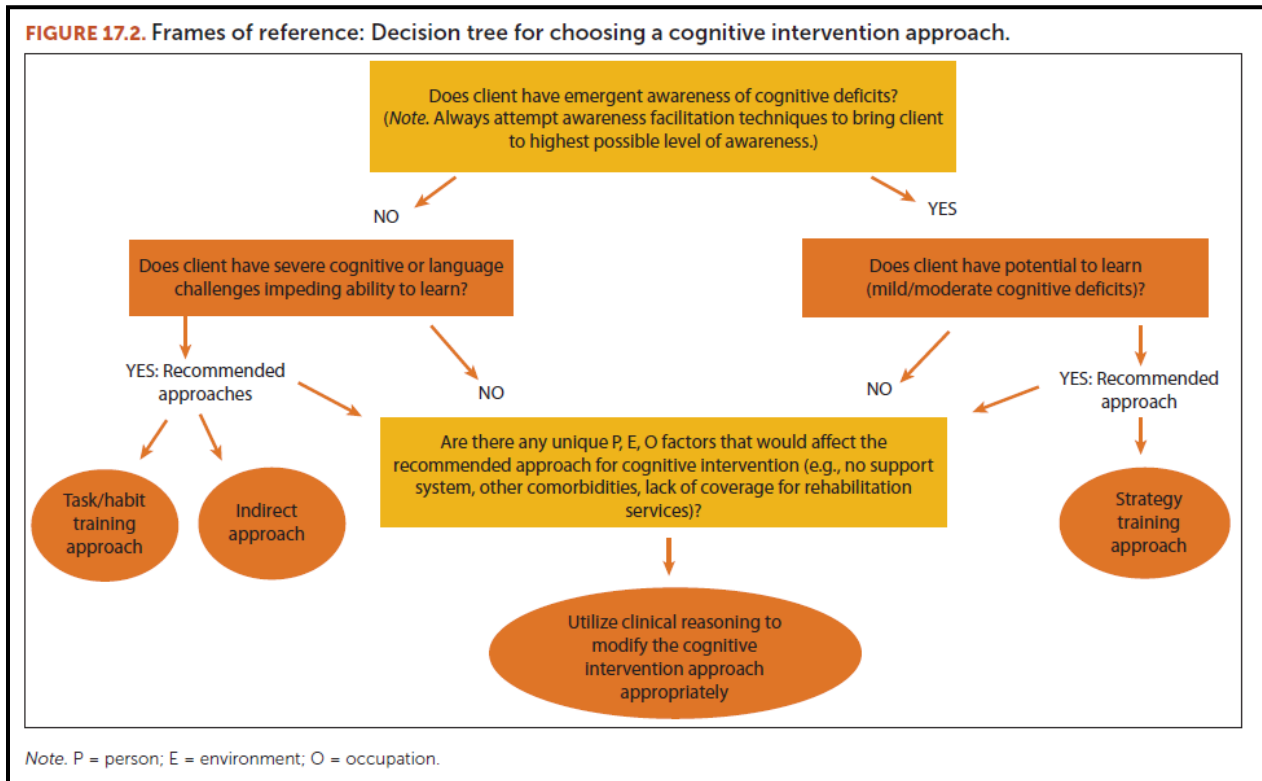 FIGURE 17.2. Frames of reference: Decision tree for choosing a cognitive intervention approach.
Does client have emergent awareness of cognitive deficits?
(Note. Always attempt awareness facilitation techniques to bring client
to highest possible level of awareness.)
NO
YES
Does client have severe cognitive or language
challenges impeding ability to learn?
Does client have potential to learn
(mild/moderate cognitive deficits)?
YES: Recommended
approaches
NO
NO
YES: Recommended
approach
Are there any unique P, E, O factors that would affect the
recommended approach for cognitive intervention (e.g., no support
system, other comorbidities, lack of coverage for rehabilitation
services)?
Task/habit
training
approach
Indirect
approach
Strategy
training
approach
Utilize clinical reasoning to
modify the cognitive
intervention approach
appropriately
Note. P = person; E = environment; O = occupation.